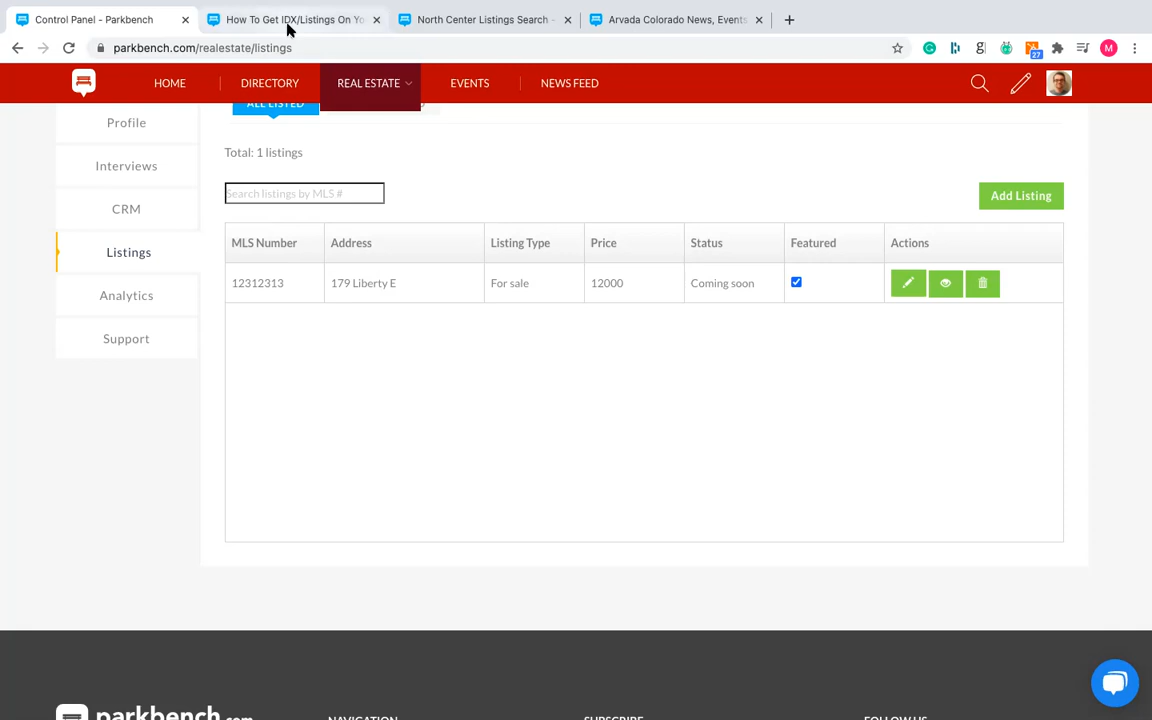 Control Panel - Parkbench
How To Get IDX/Listings On Yo
North Center Listings Search -
Arvada Colorado News, Events
parkbench.com/realestate/listings
27
M
HOME
DIRECTORY
REAL ESTATE
EVENTS
NEWS FEED
ALL LISTED
Profile
Interviews
CRM
Listings
Analytics
Support
Total: 1 listings
Search listings by MLS #
Add Listing
MLS Number Address Listing Type Price Status Featured Actions
12312313 179 Liberty E For sale 12000 Coming soon
parkbench.com
NAVIGATION
SUBSCRIBE
FOLLOW US